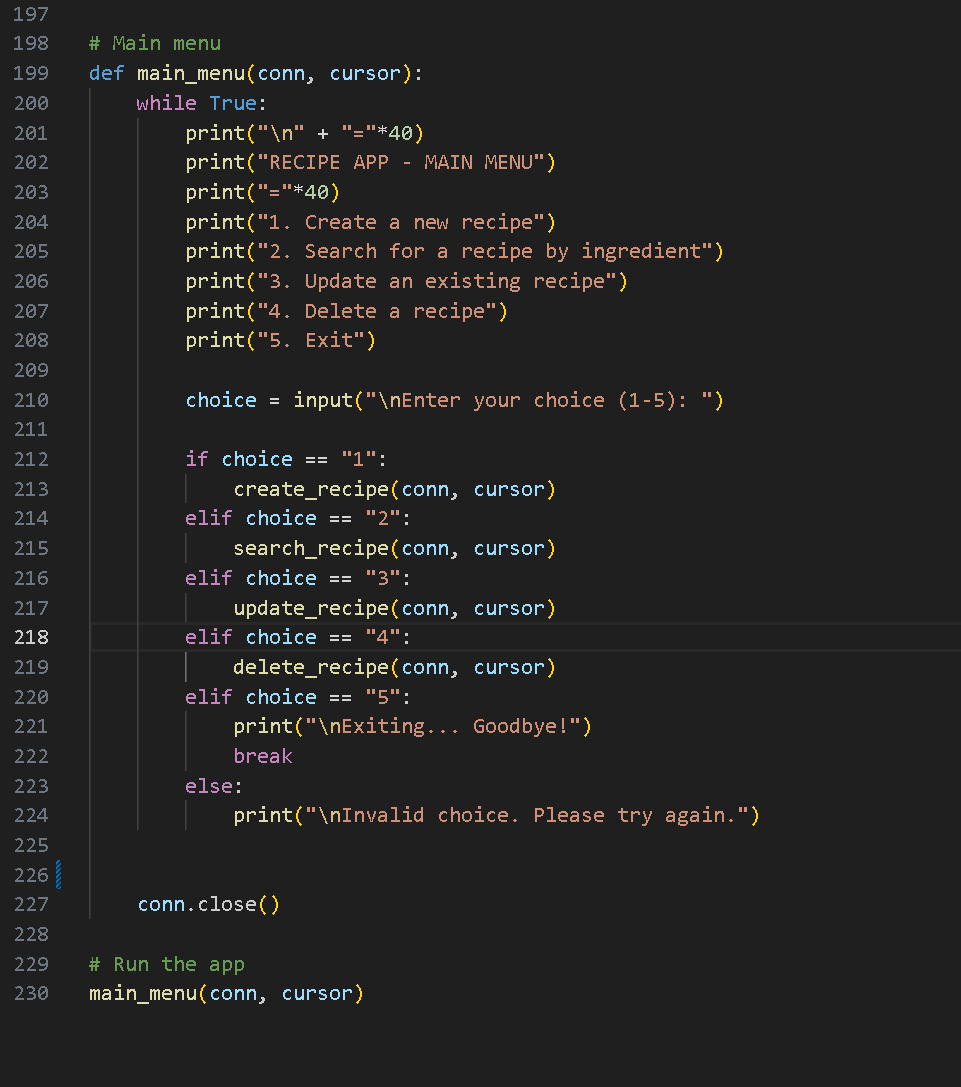 197
198 # Main menu
199 def main_menu(conn, cursor):
200     while True:
201         print("\n" + "="*40)
202         print("RECIPE APP - MAIN MENU")
203         print("="*40)
204         print("1. Create a new recipe")
205         print("2. Search for a recipe by ingredient")
206         print("3. Update an existing recipe")
207         print("4. Delete a recipe")
208         print("5. Exit")
209
210         choice = input("\nEnter your choice (1-5): ")
211
212         if choice == "1":
213             create_recipe(conn, cursor)
214         elif choice == "2":
215             search_recipe(conn, cursor)
216         elif choice == "3":
217             update_recipe(conn, cursor)
218         elif choice == "4":
219             delete_recipe(conn, cursor)
220         elif choice == "5":
221             print("\nExiting... Goodbye!")
222             break
223         else:
224             print("\nInvalid choice. Please try again.")
225
226
227     conn.close()
228
229 # Run the app
230 main_menu(conn, cursor)